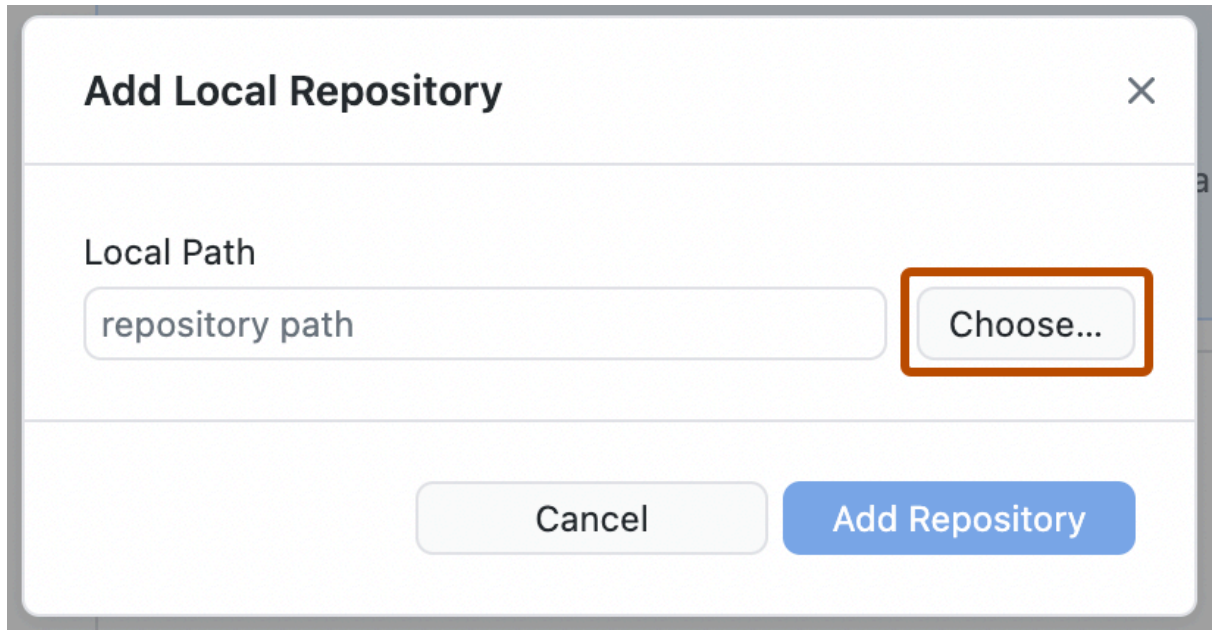 Add Local Repository
Local Path
repository path
Choose...
Cancel
Add Repository